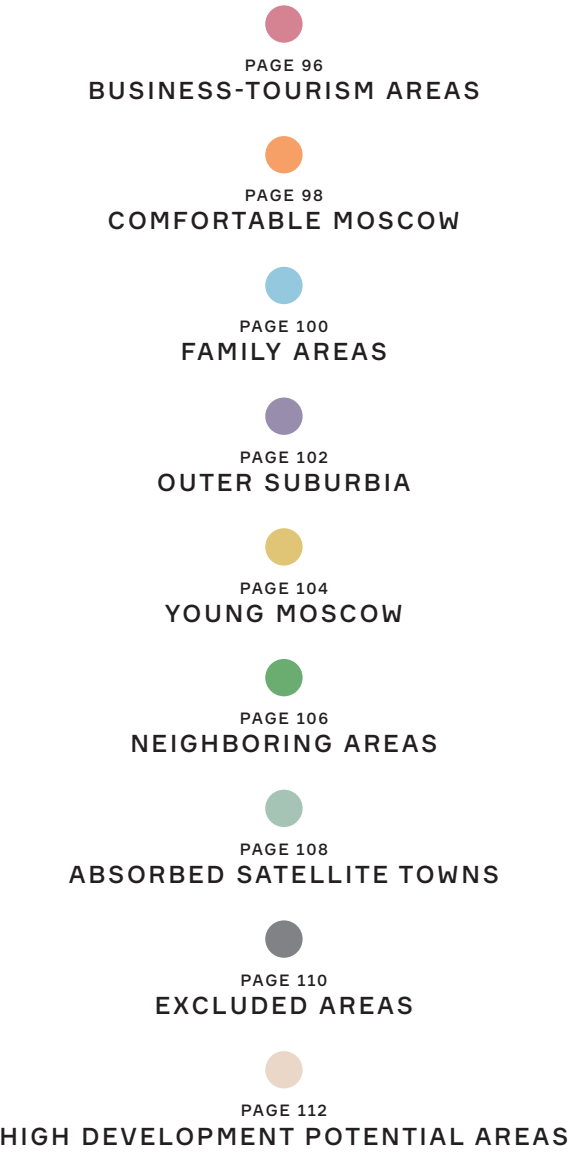 PAGE 96
BUSINESS-TOURISM AREAS
PAGE 98
COMFORTABLE MOSCOW
PAGE 100
FAMILY AREAS
PAGE 102
OUTER SUBURBIA
PAGE 104
YOUNG MOSCOW
PAGE 106
NEIGHBORING AREAS
PAGE 108
ABSORBED SATELLITE TOWNS
PAGE 110
EXCLUDED AREAS
PAGE 112
HIGH DEVELOPMENT POTENTIAL AREAS